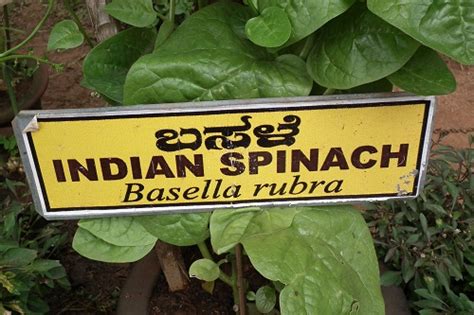 ಬಸಳೆ
INDIAN SPINACH
Basella rubra